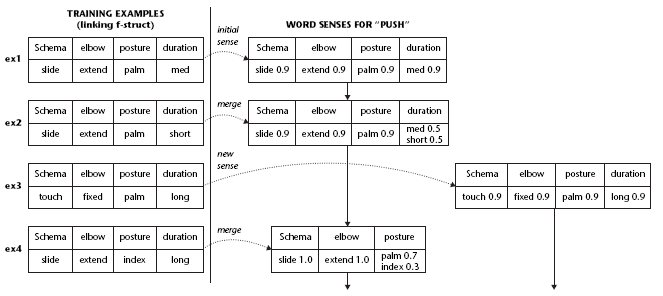 TRAINING EXAMPLES
(linking f-struct)
WORD SENSES FOR "PUSH"
initial
sense
ex1
Schema elbow posture duration
slide extend palm med
Schema elbow posture duration
slide 0.9 extend 0.9 palm 0.9 med 0.9
merge
ex2
Schema elbow posture duration
slide extend palm short
Schema elbow posture duration
slide 0.9 extend 0.9 palm 0.9 med 0.5
short 0.5
new
sense
ex3
Schema elbow posture duration
touch fixed palm long
Schema elbow posture duration
touch 0.9 fixed 0.9 palm 0.9 long 0.9
merge
ex4
Schema elbow posture duration
slide extend index long
Schema elbow posture
slide 1.0 extend 1.0 palm 0.7
index 0.3